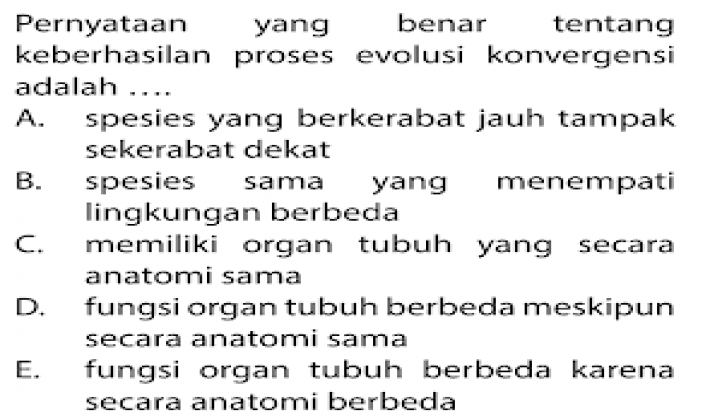 Pernyataan yang benar tentang
keberhasilan proses evolusi konvergensi
adalah ....
A. spesies yang berkerabat jauh tampak
sekerabat dekat
B. spesies sama yang menempati
lingkungan berbeda
C. memiliki organ tubuh yang secara
anatomi sama
D. fungsi organ tubuh berbeda meskipun
secara anatomi sama
E. fungsi organ tubuh berbeda karena
secara anatomi berbeda